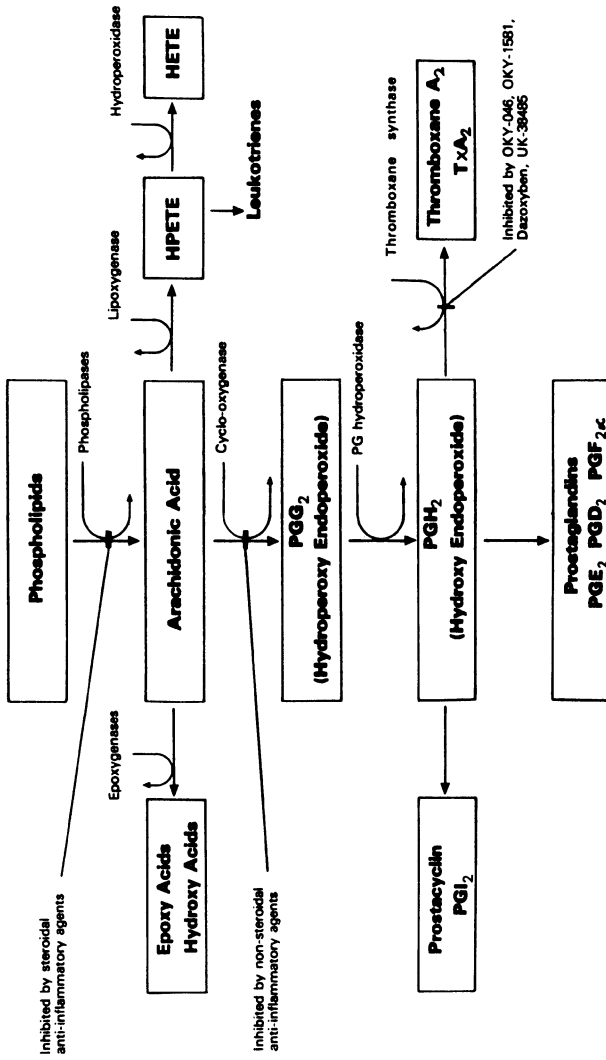 Phospholipids
Inhibited by steroidal
anti-inflammatory agents
Phospholipases
Epoxygenases
Lipoxygenase
Hydroperoxidase
Epoxy Acids
Hydroxy Acids
Arachidonic Acid
HPETE
HETE
Leukotrienes
Inhibited by non-steroidal
anti-inflammatory agents
Cyclo-oxygenase
PGG₂
(Hydroperoxy Endoperoxide)
PG hydroperoxidase
Thromboxane synthase
Prostacyclin
PGI₂
PGH₂
(Hydroxy Endoperoxide)
Thromboxane A₂
TxA₂
Inhibited by OKY-046, OKY-1581,
Dazoxyben, UK-38485
Prostaglandins
PGE₂ PGD₂ PGF₂α